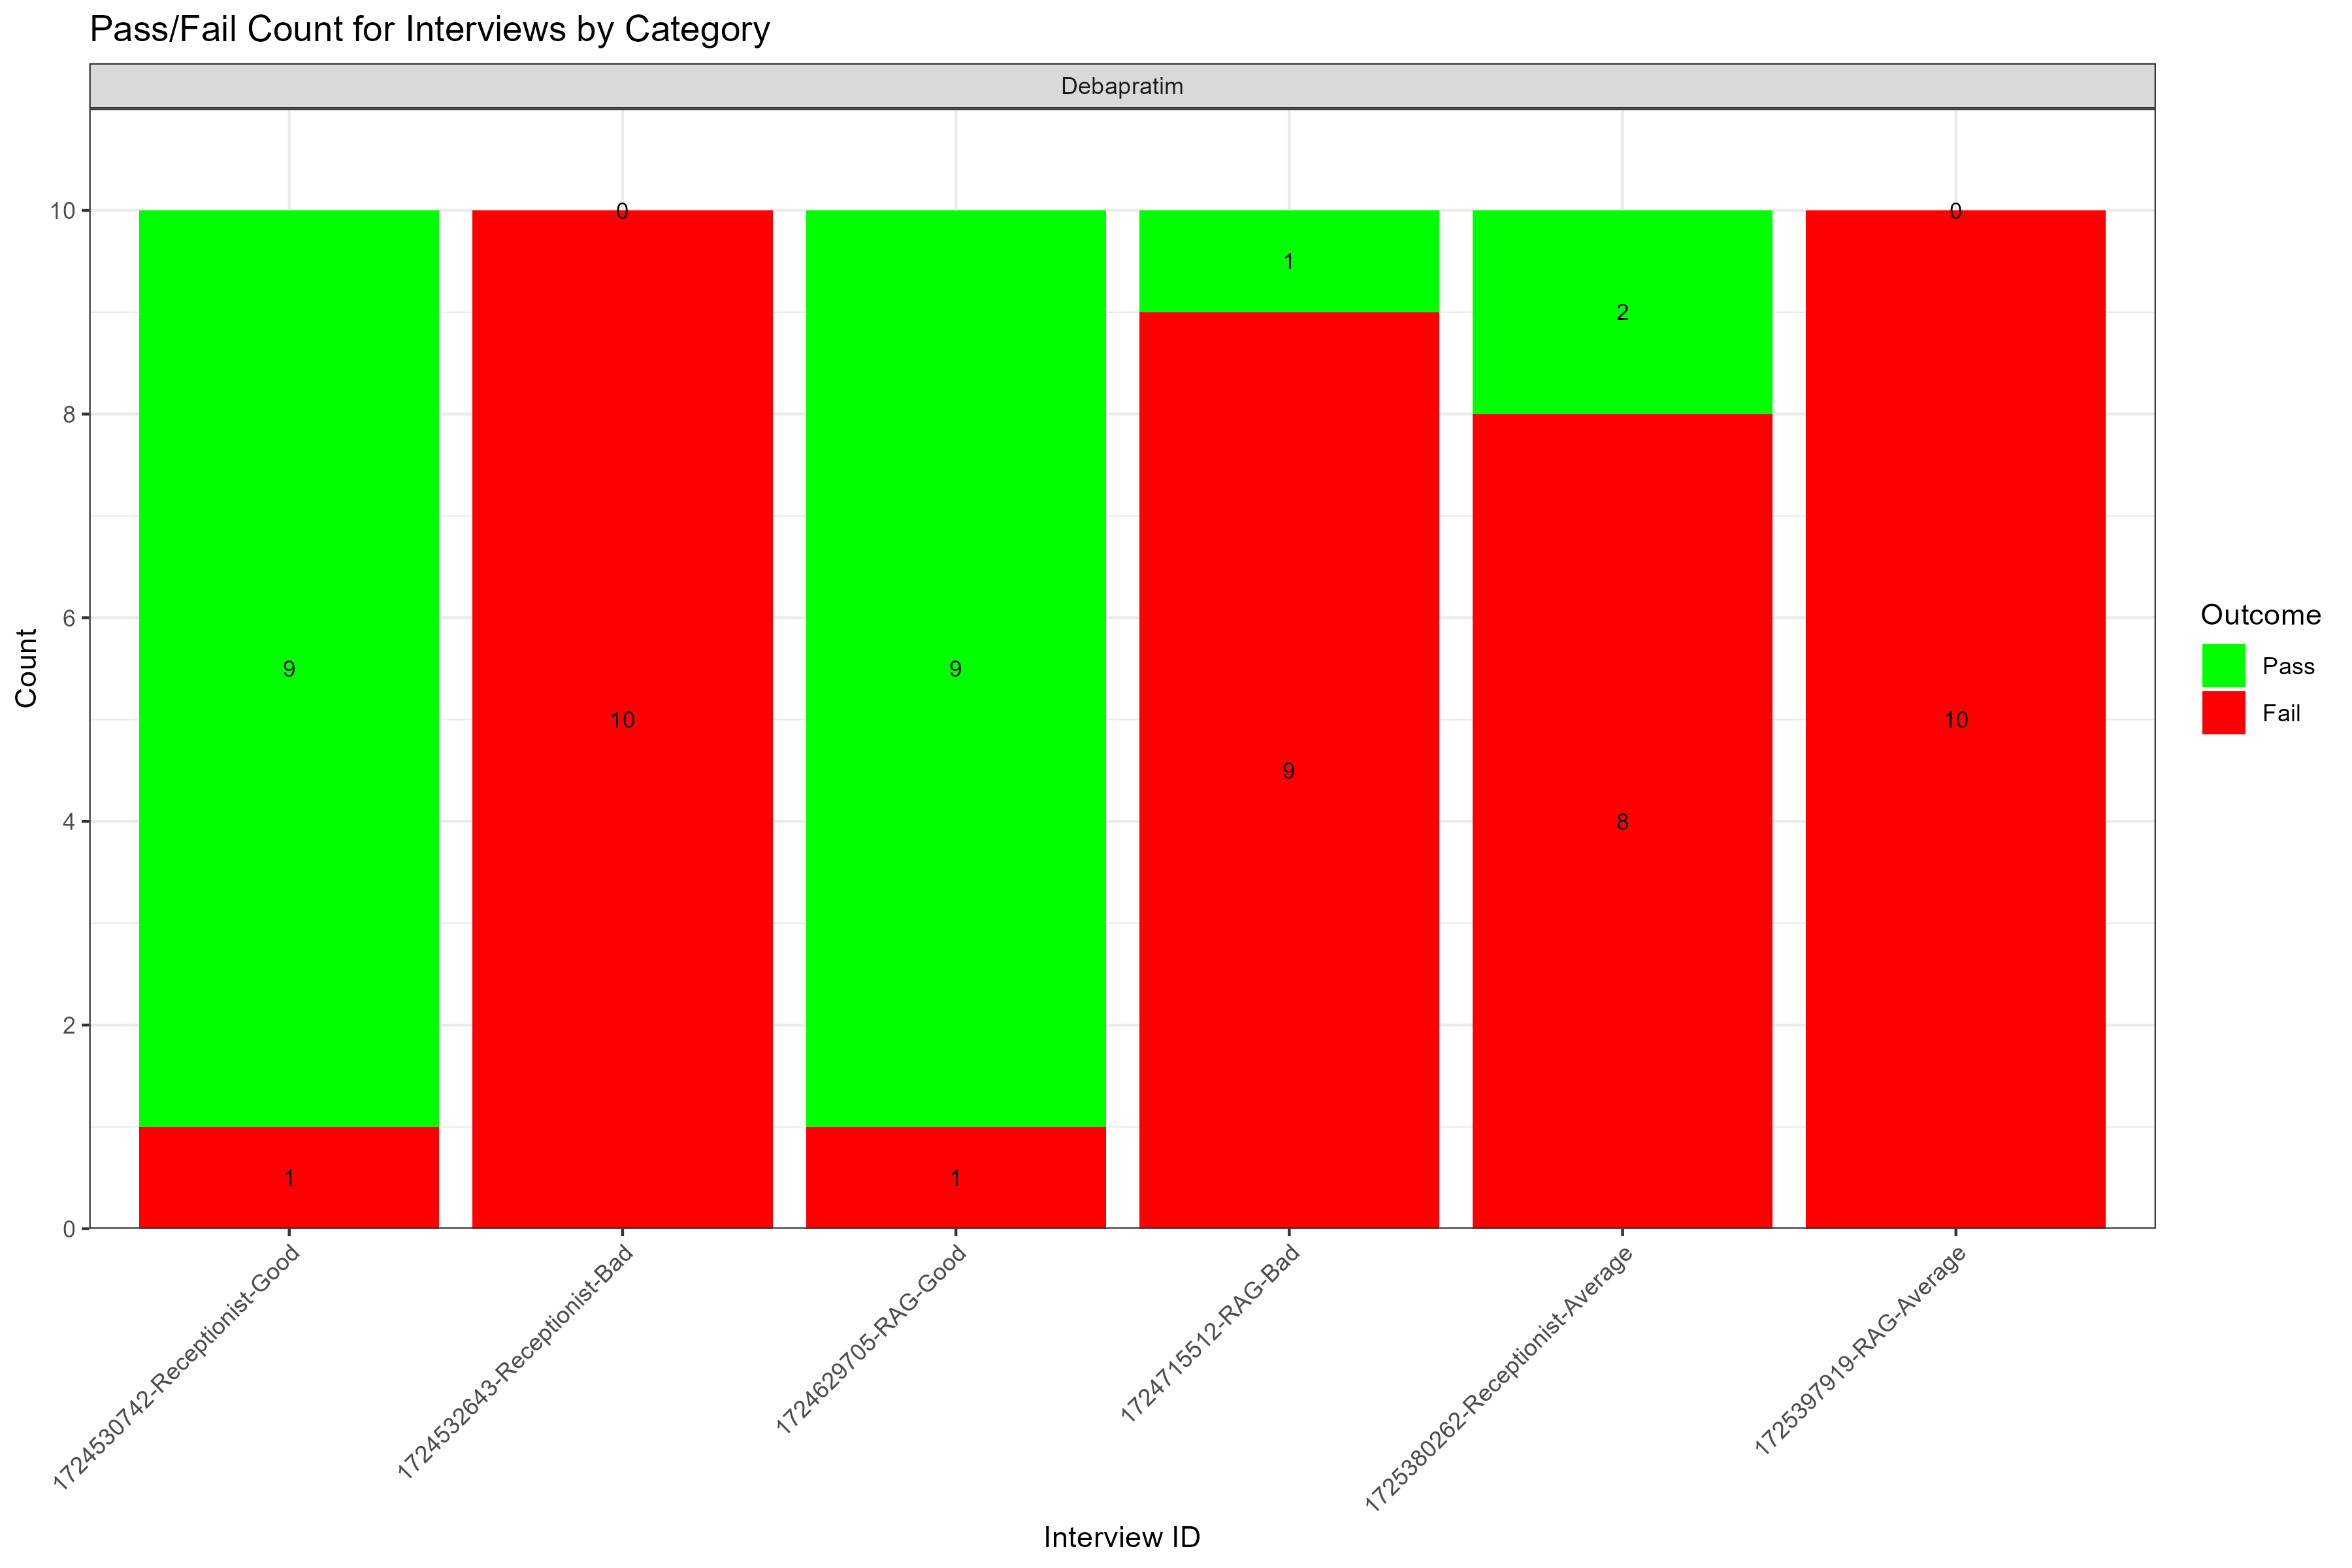 Pass/Fail Count for Interviews by Category
Debapratim
Count
10
8
6
4
2
0
9
1
0
10
9
1
1
9
2
8
0
10
Outcome
Pass
Fail
1724530742-Receptionist-Good
1724532643-Receptionist-Bad
1724629705-RAG-Good
1724715512-RAG-Bad
1725380262-Receptionist-Average
1725397919-RAG-Average
Interview ID